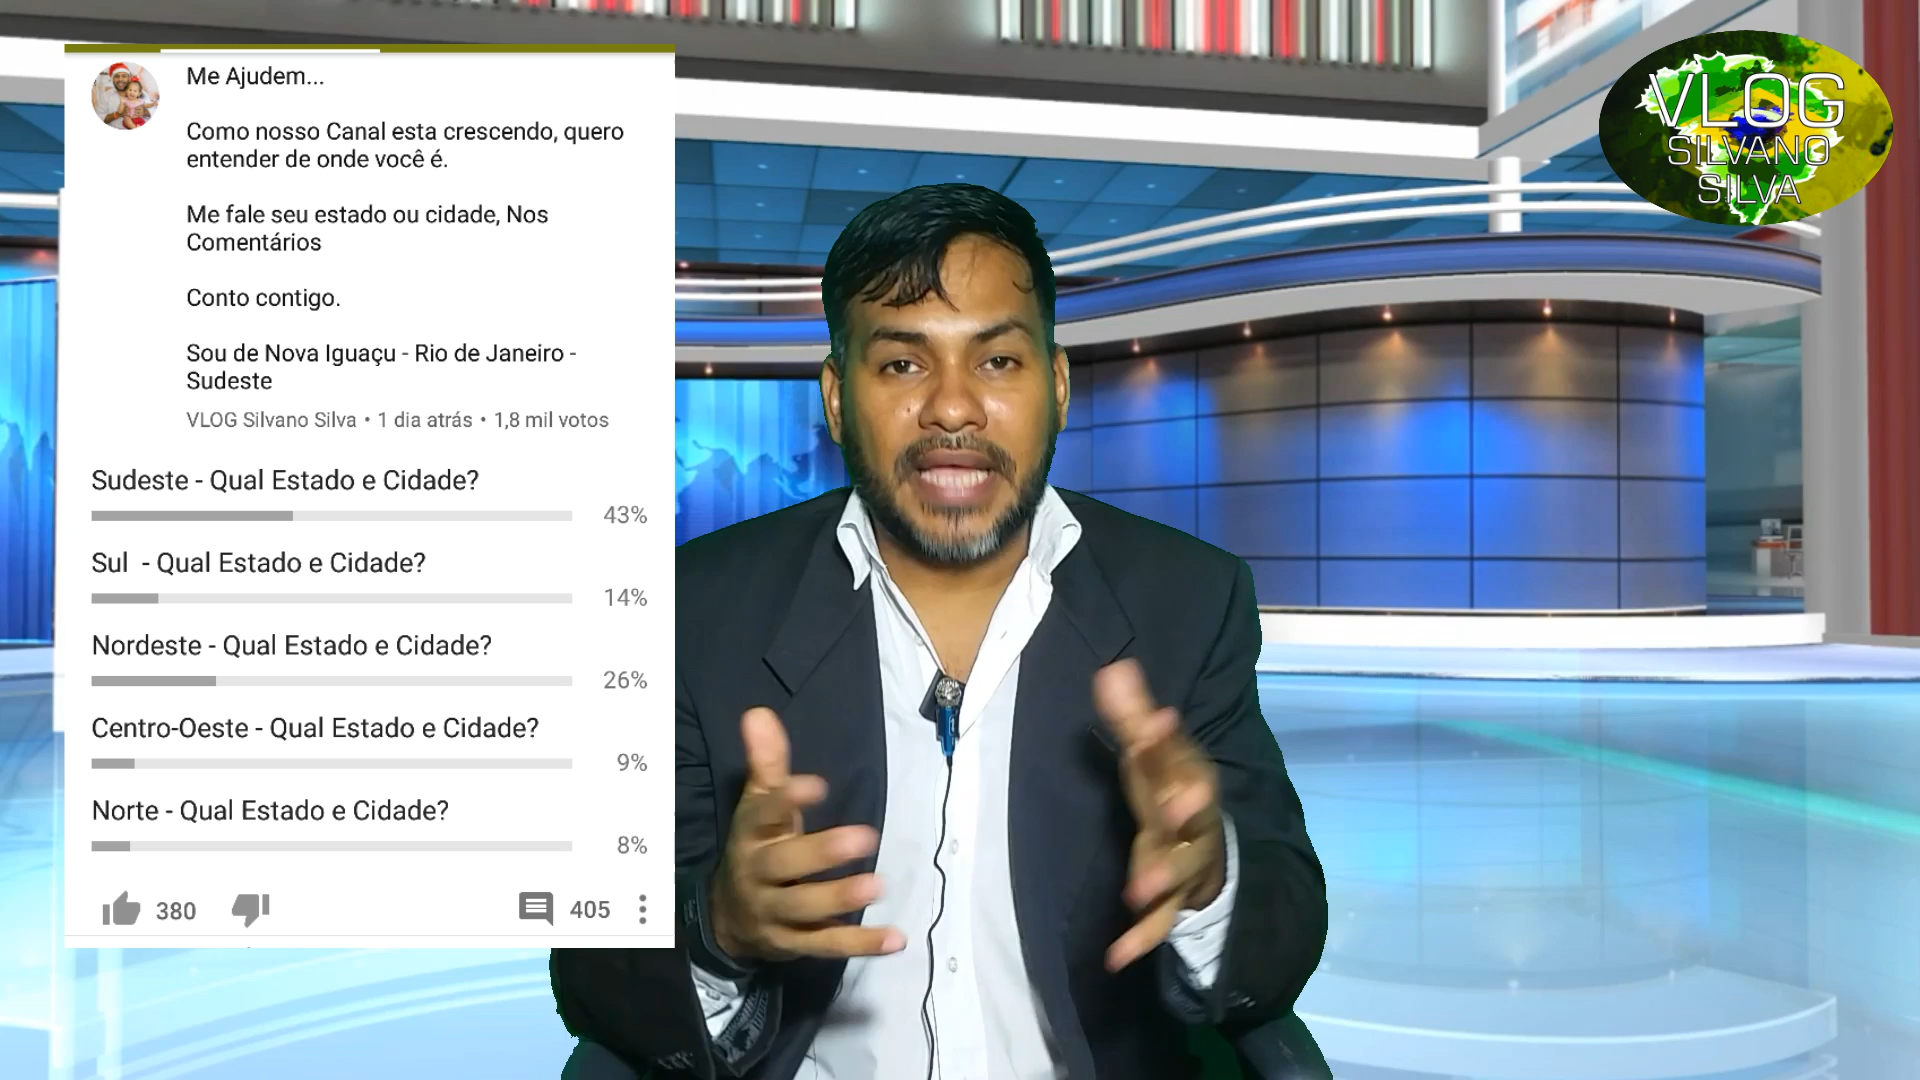 Me Ajudem...
Como nosso Canal esta crescendo, quero
entender de onde você é.
Me fale seu estado ou cidade, Nos
Comentários
Conto contigo.
Sou de Nova Iguaçu - Rio de Janeiro -
Sudeste
VLOG Silvano Silva • 1 dia atrás • 1,8 mil votos
Sudeste - Qual Estado e Cidade?
43%
Sul  - Qual Estado e Cidade?
14%
Nordeste - Qual Estado e Cidade?
26%
Centro-Oeste - Qual Estado e Cidade?
9%
Norte - Qual Estado e Cidade?
8%
380
405
VLOG
SILVANO
SILVA